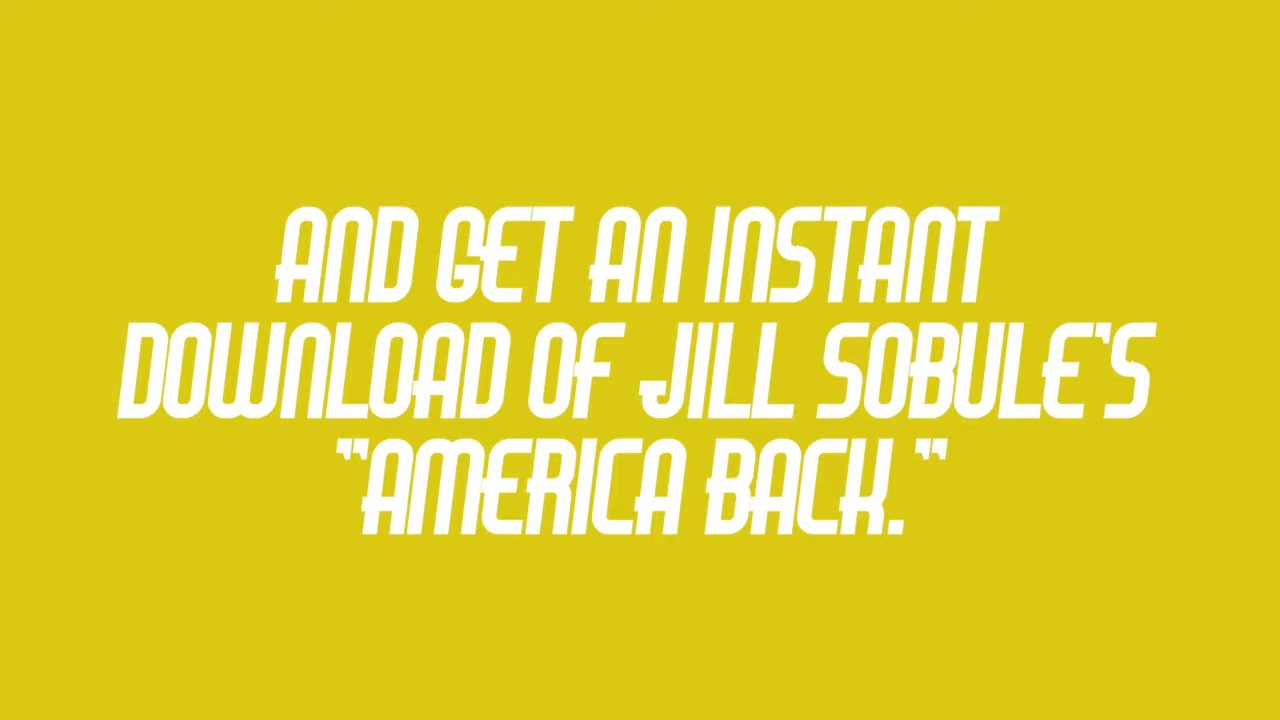 AND GET AN INSTANT
DOWNLOAD OF JILL SOBULE'S
"AMERICA BACK."